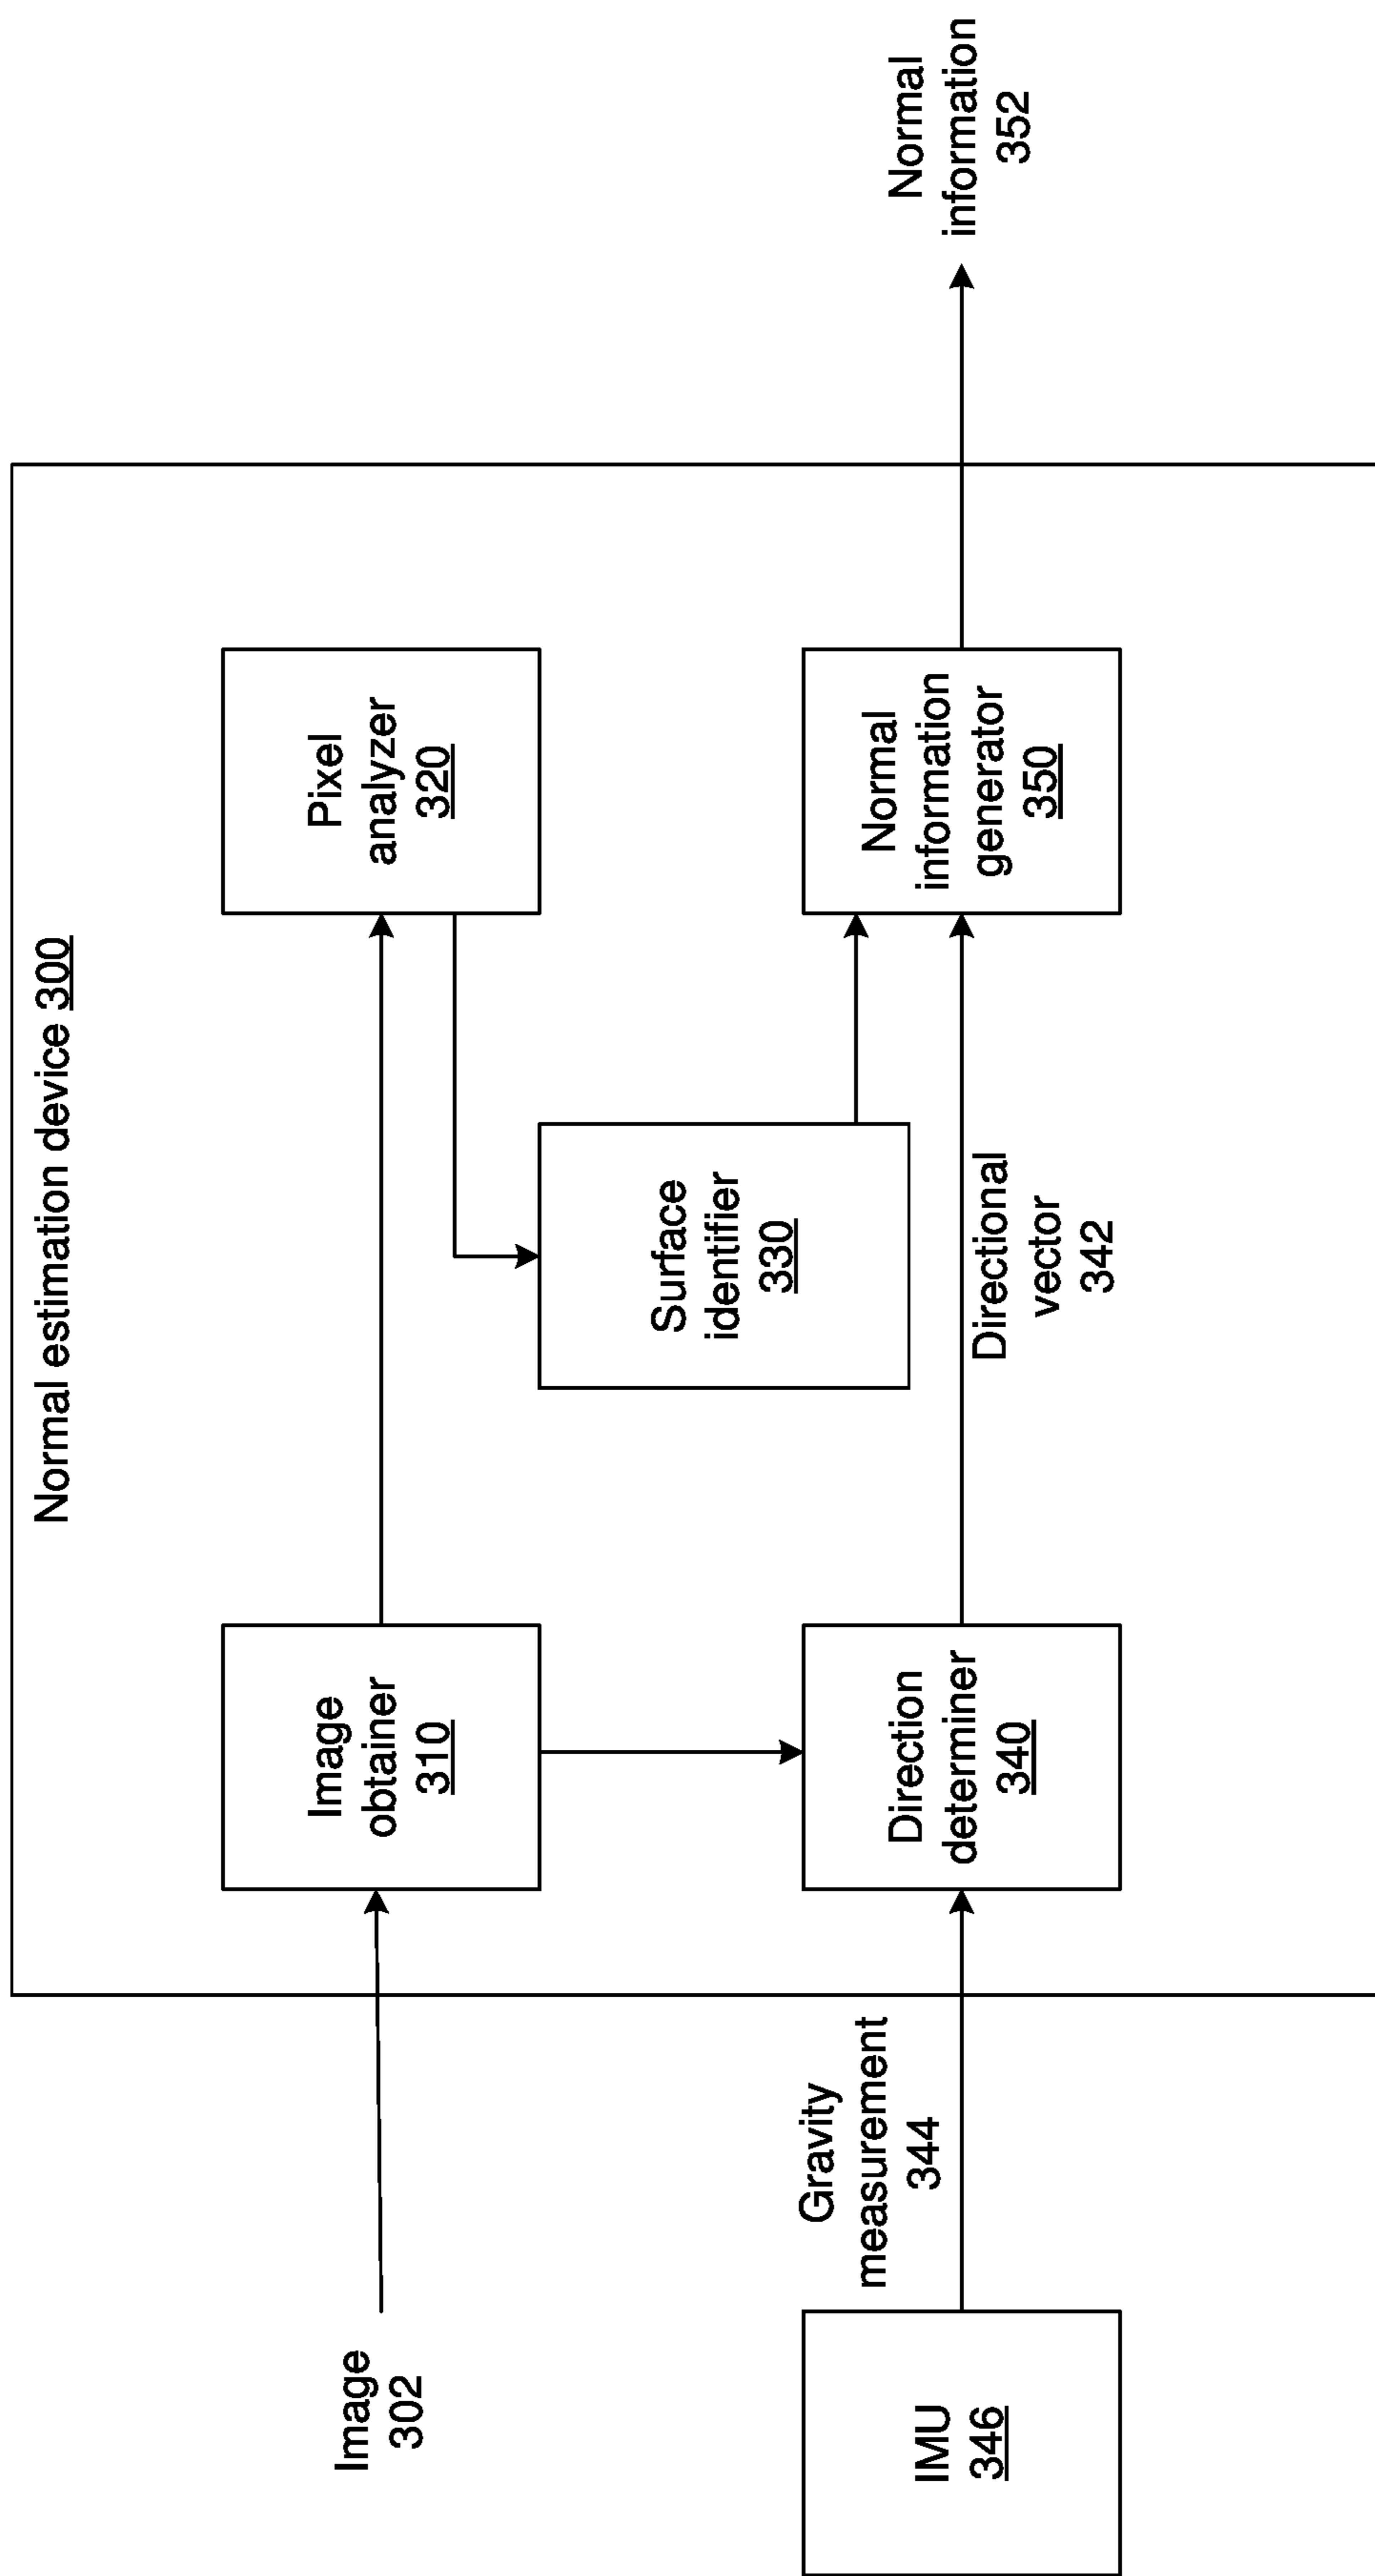 Normal estimation device 300
Image
302
Image
obtainer
310
Pixel
analyzer
320
Surface
identifier
330
IMU
346
Gravity
measurement
344
Direction
determiner
340
Directional
vector
342
Normal
information
generator
350
Normal
information
352